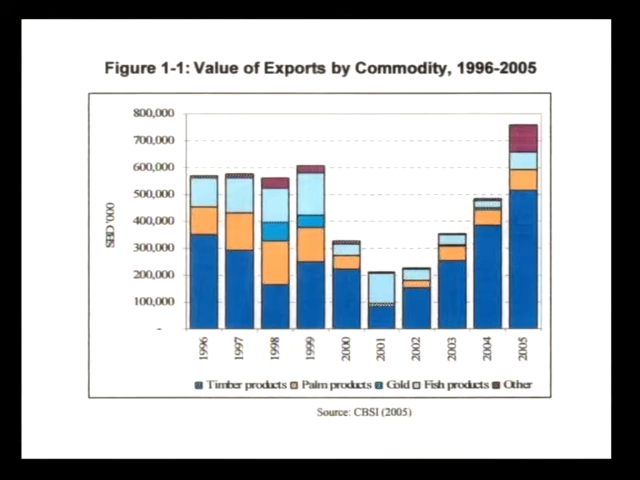 Figure 1-1: Value of Exports by Commodity, 1996-2005
800,000
700,000
600,000
500,000
400,000
300,000
200,000
100,000
-
SBD '000
1996 1997 1998 1999 2000 2001 2002 2003 2004 2005
Timber products Palm products Gold Fish products Other
Source: CBSI (2005)